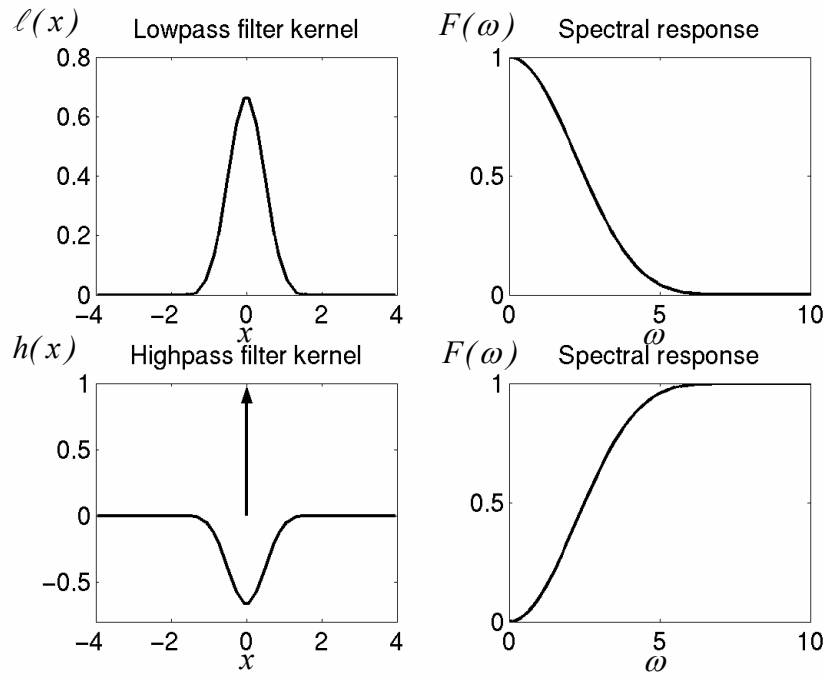 ℓ(x) Lowpass filter kernel
0.8
0.6
0.4
0.2
0
−4 −2 0 2 4
x
F(ω) Spectral response
1
0.5
0
0 5 10
ω
h(x) Highpass filter kernel
1
0.5
0
−0.5
−4 −2 0 2 4
x
F(ω) Spectral response
1
0.5
0
0 5 10
ω